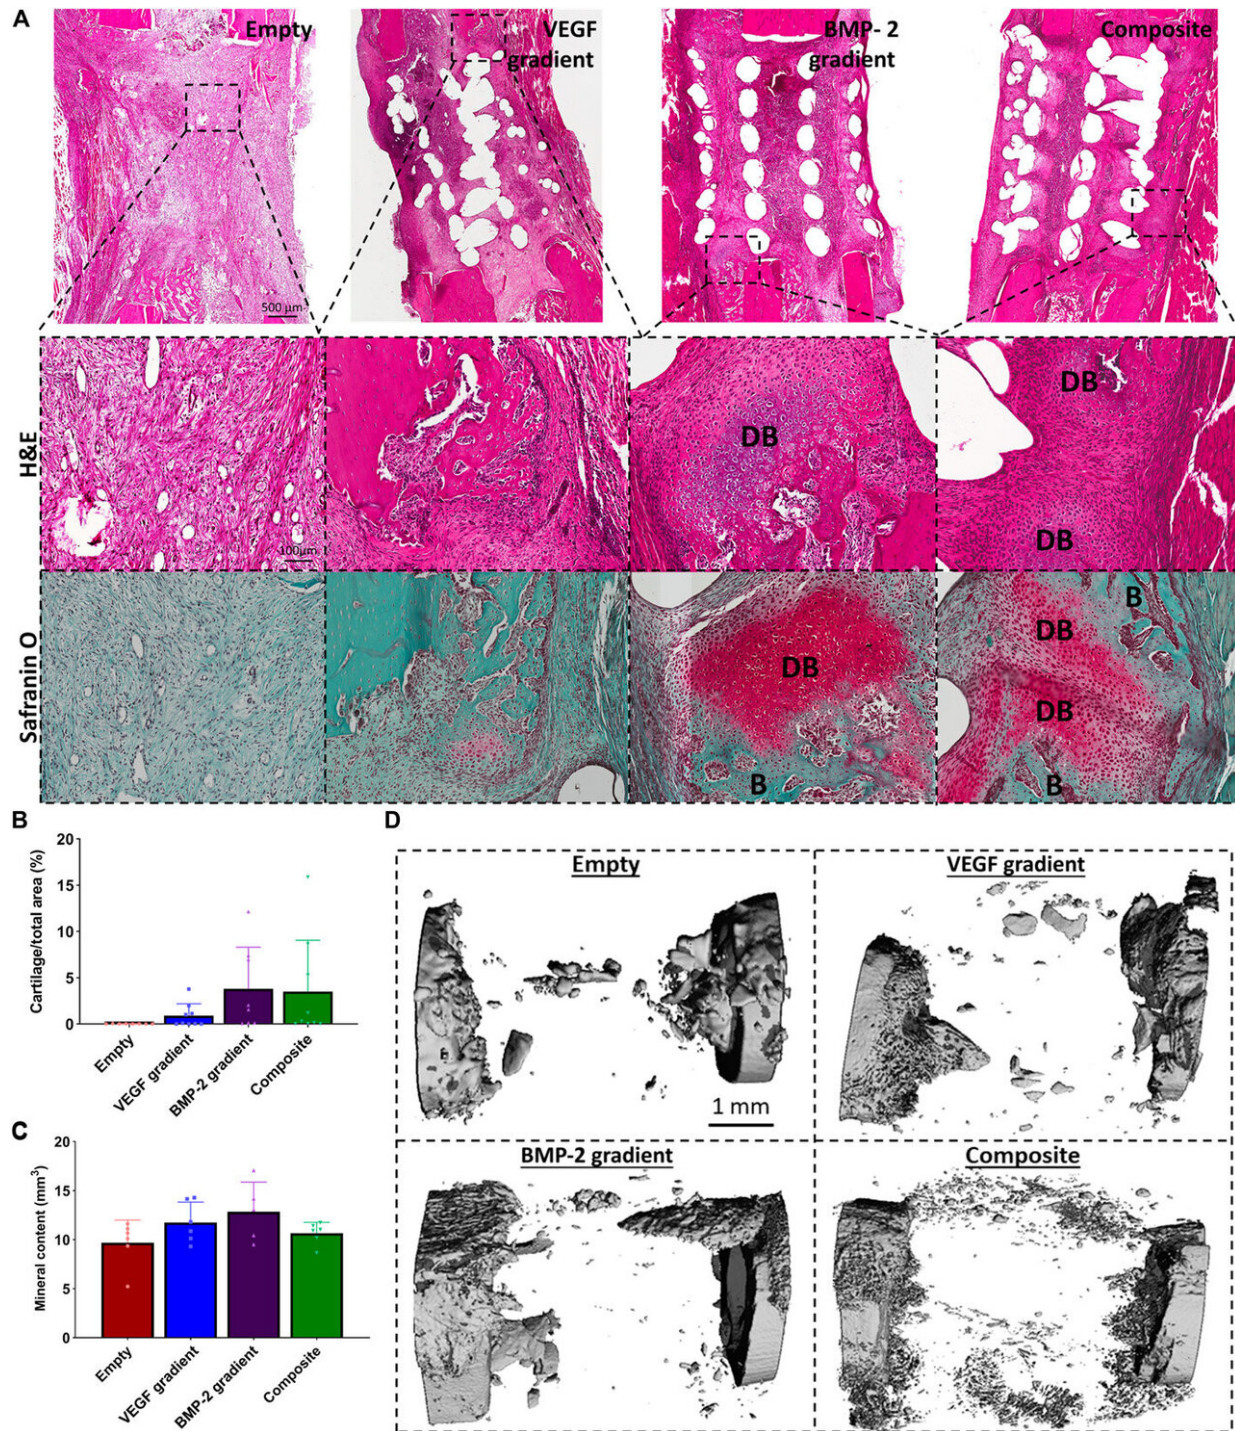 A
Empty
VEGF
gradient
BMP- 2
gradient
Composite
500 µm
H&E
100µm
DB
DB
DB
Safranin O
DB
B
DB
B
DB
B
B
Cartilage/total area (%)
20
15
10
5
0
Empty
VEGF gradient
BMP-2 gradient
Composite
C
Mineral content (mm³)
20
15
10
5
0
Empty
VEGF gradient
BMP-2 gradient
Composite
D
Empty
VEGF gradient
1 mm
BMP-2 gradient
Composite